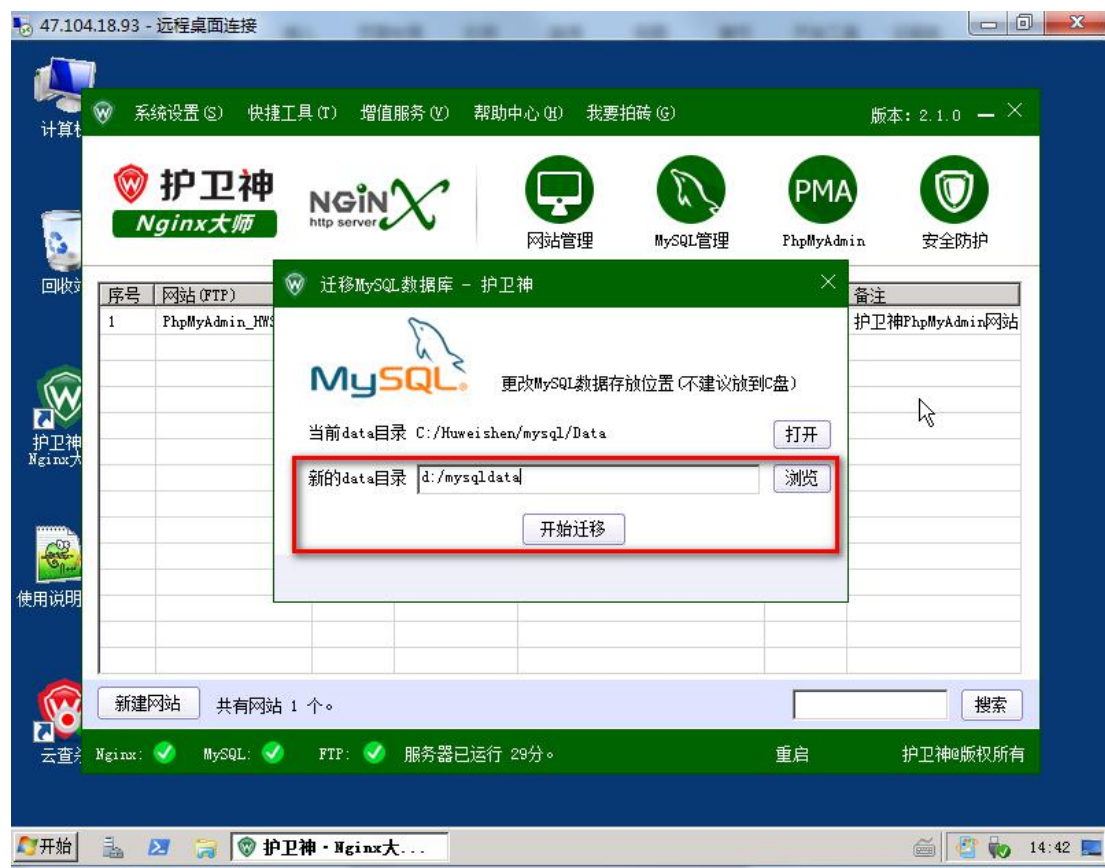 47.104.18.93 - 远程桌面连接
系统设置(S) 快捷工具(T) 增值服务(V) 帮助中心(H) 我要拍砖(G) 版本: 2.1.0
护卫神
Nginx大师
NGiNX
http server
PMA
网站管理 MySQL管理 PhpMyAdmin 安全防护
迁移MySQL数据库 - 护卫神
序号 网站(FTP) 备注
1 PhpMyAdmin_HWS 护卫神PhpMyAdmin网站
MySQL
更改MySQL数据存放位置(不建议放到C盘)
当前data目录 C:/Huweishen/mysql/Data 打开
新的data目录 d:/mysqldata 浏览
开始迁移
计算机
回收站
护卫神
Nginx大
使用说明
云查杀
新建网站 共有网站 1 个。 搜索
Nginx: MySQL: FTP: 服务器已运行 29分。 重启 护卫神@版权所有
开始 护卫神·Nginx大... 14:42